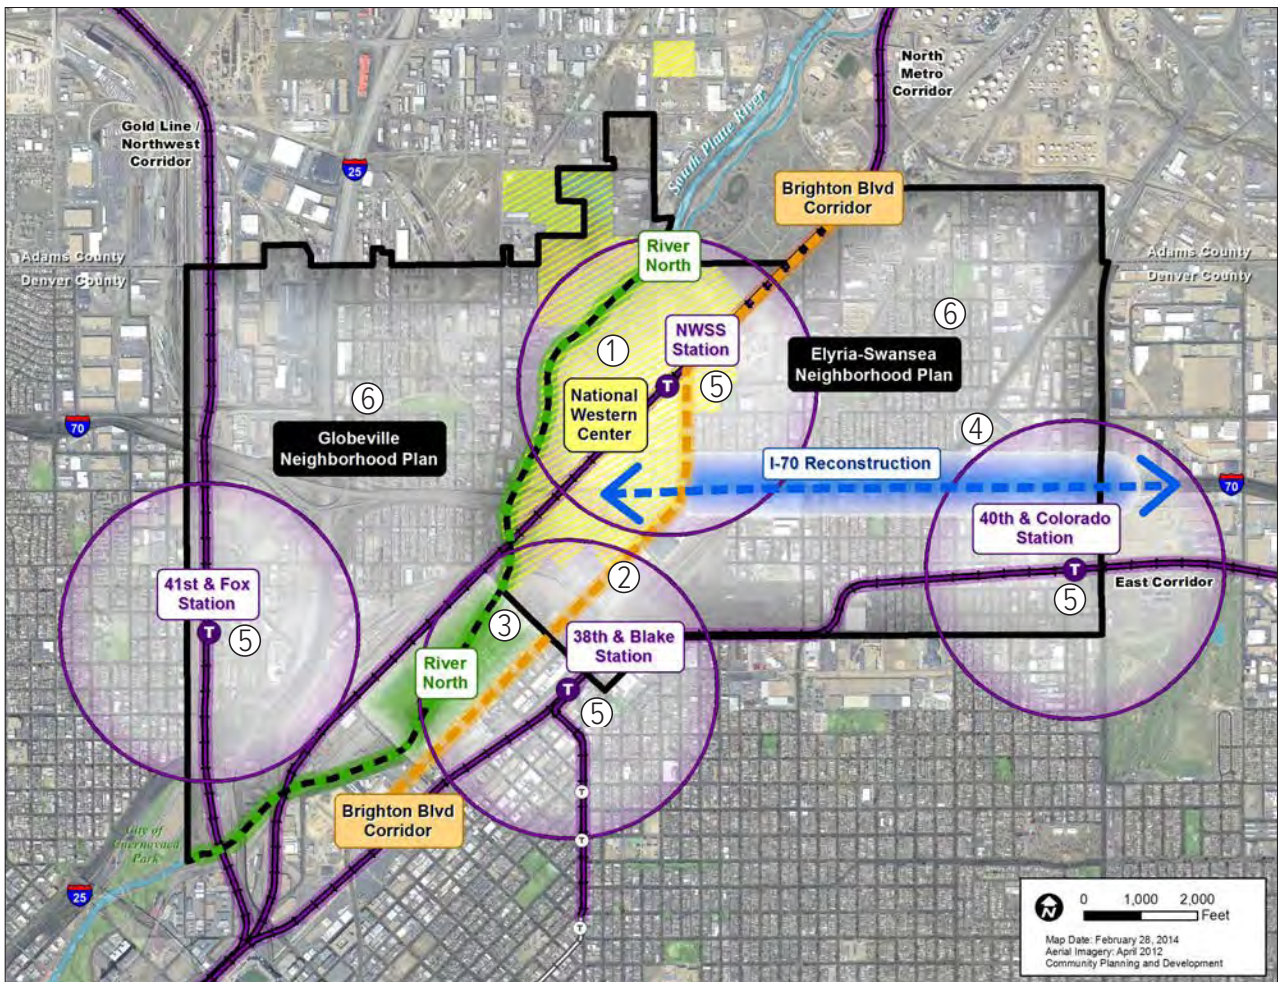 North
Metro
Corridor
Gold Line /
Northwest
Corridor
25
South Platte River
Brighton Blvd
Corridor
River
North
Adams County
Denver County
Adams County
Denver County
6
NWSS
Station
1
Elyria-Swansea
Neighborhood Plan
5
National
Western
Center
6
70
Globeville
Neighborhood Plan
4
I-70 Reconstruction
70
40th & Colorado
Station
T
T
East Corridor
5
41st & Fox
Station
2
T
5
3
38th & Blake
Station
River
North
T
5
T
Brighton Blvd
Corridor
T
City of
Cuernavaca
Park
25
T
N
0 1,000 2,000
Feet
Map Date: February 28, 2014
Aerial Imagery: April 2012
Community Planning and Development